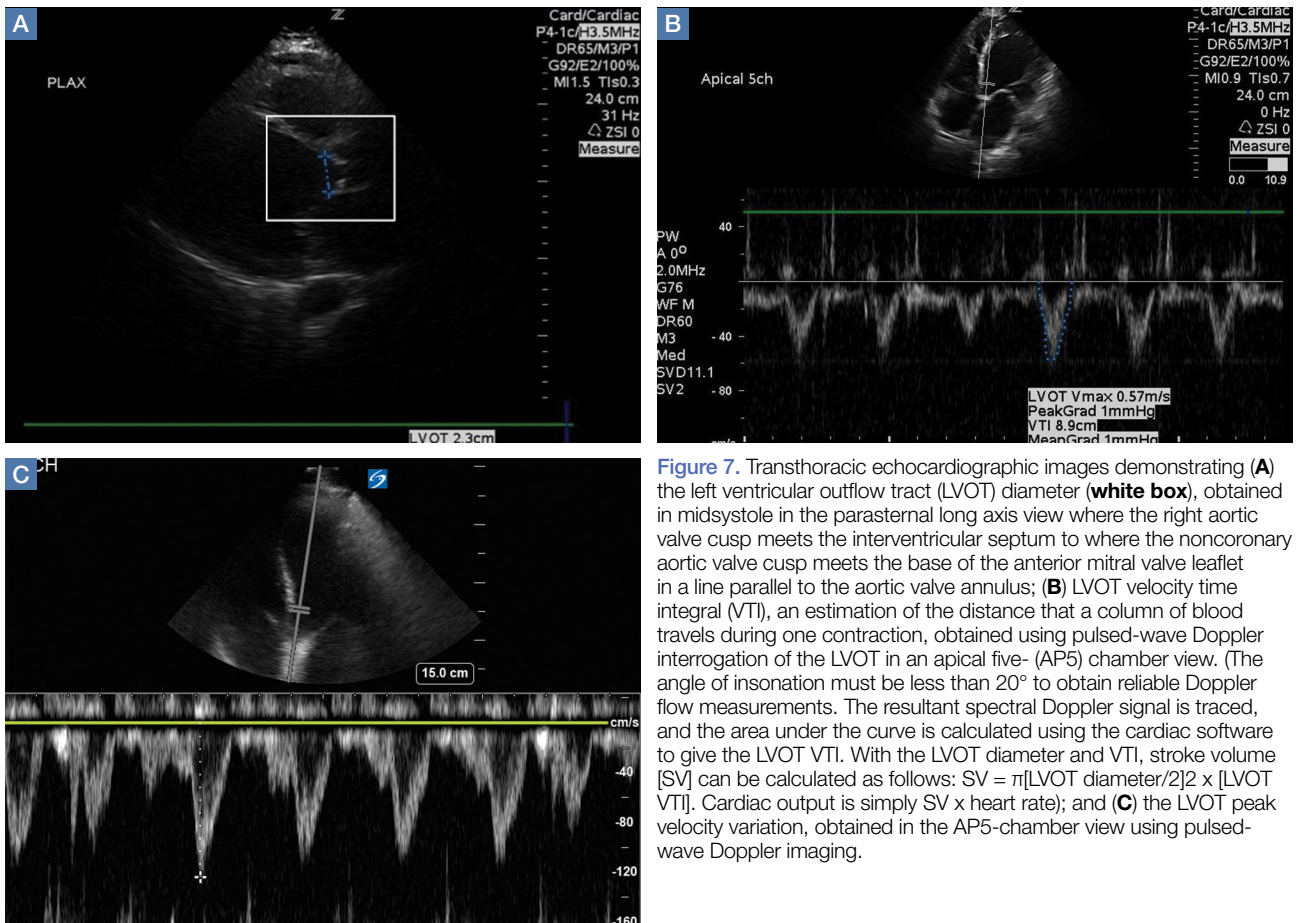 A
PLAX
Card/Cardiac
P4-1c/H3.5MHz
DR65/M3/P1
G92/E2/100%
MI1.5 TIs0.3
24.0 cm
31 Hz
ZSI 0
Measure
LVOT 2.3cm
B
Apical 5ch
Card/Cardiac
P4-1c/H3.5MHz
DR65/M3/P1
G92/E2/100%
MI0.9 TIs0.7
24.0 cm
0 Hz
ZSI 0
Measure
0.0 10.9
PW
A 0º
2.0MHz
G76
WF M
DR60
M3
Med
SVD11.1
SV2
40
- 40
- 80
cm/s
LVOT Vmax 0.57m/s
PeakGrad 1mmHg
VTI 8.9cm
MeanGrad 1mmHg
C
CH
15.0 cm
cm/s
-40
-80
-120
-160
Figure 7. Transthoracic echocardiographic images demonstrating (A)
the left ventricular outflow tract (LVOT) diameter (white box), obtained
in midsystole in the parasternal long axis view where the right aortic
valve cusp meets the interventricular septum to where the noncoronary
aortic valve cusp meets the base of the anterior mitral valve leaflet
in a line parallel to the aortic valve annulus; (B) LVOT velocity time
integral (VTI), an estimation of the distance that a column of blood
travels during one contraction, obtained using pulsed-wave Doppler
interrogation of the LVOT in an apical five- (AP5) chamber view. (The
angle of insonation must be less than 20° to obtain reliable Doppler
flow measurements. The resultant spectral Doppler signal is traced,
and the area under the curve is calculated using the cardiac software
to give the LVOT VTI. With the LVOT diameter and VTI, stroke volume
[SV] can be calculated as follows: SV = π[LVOT diameter/2]2 x [LVOT
VTI]. Cardiac output is simply SV x heart rate); and (C) the LVOT peak
velocity variation, obtained in the AP5-chamber view using pulsed-
wave Doppler imaging.